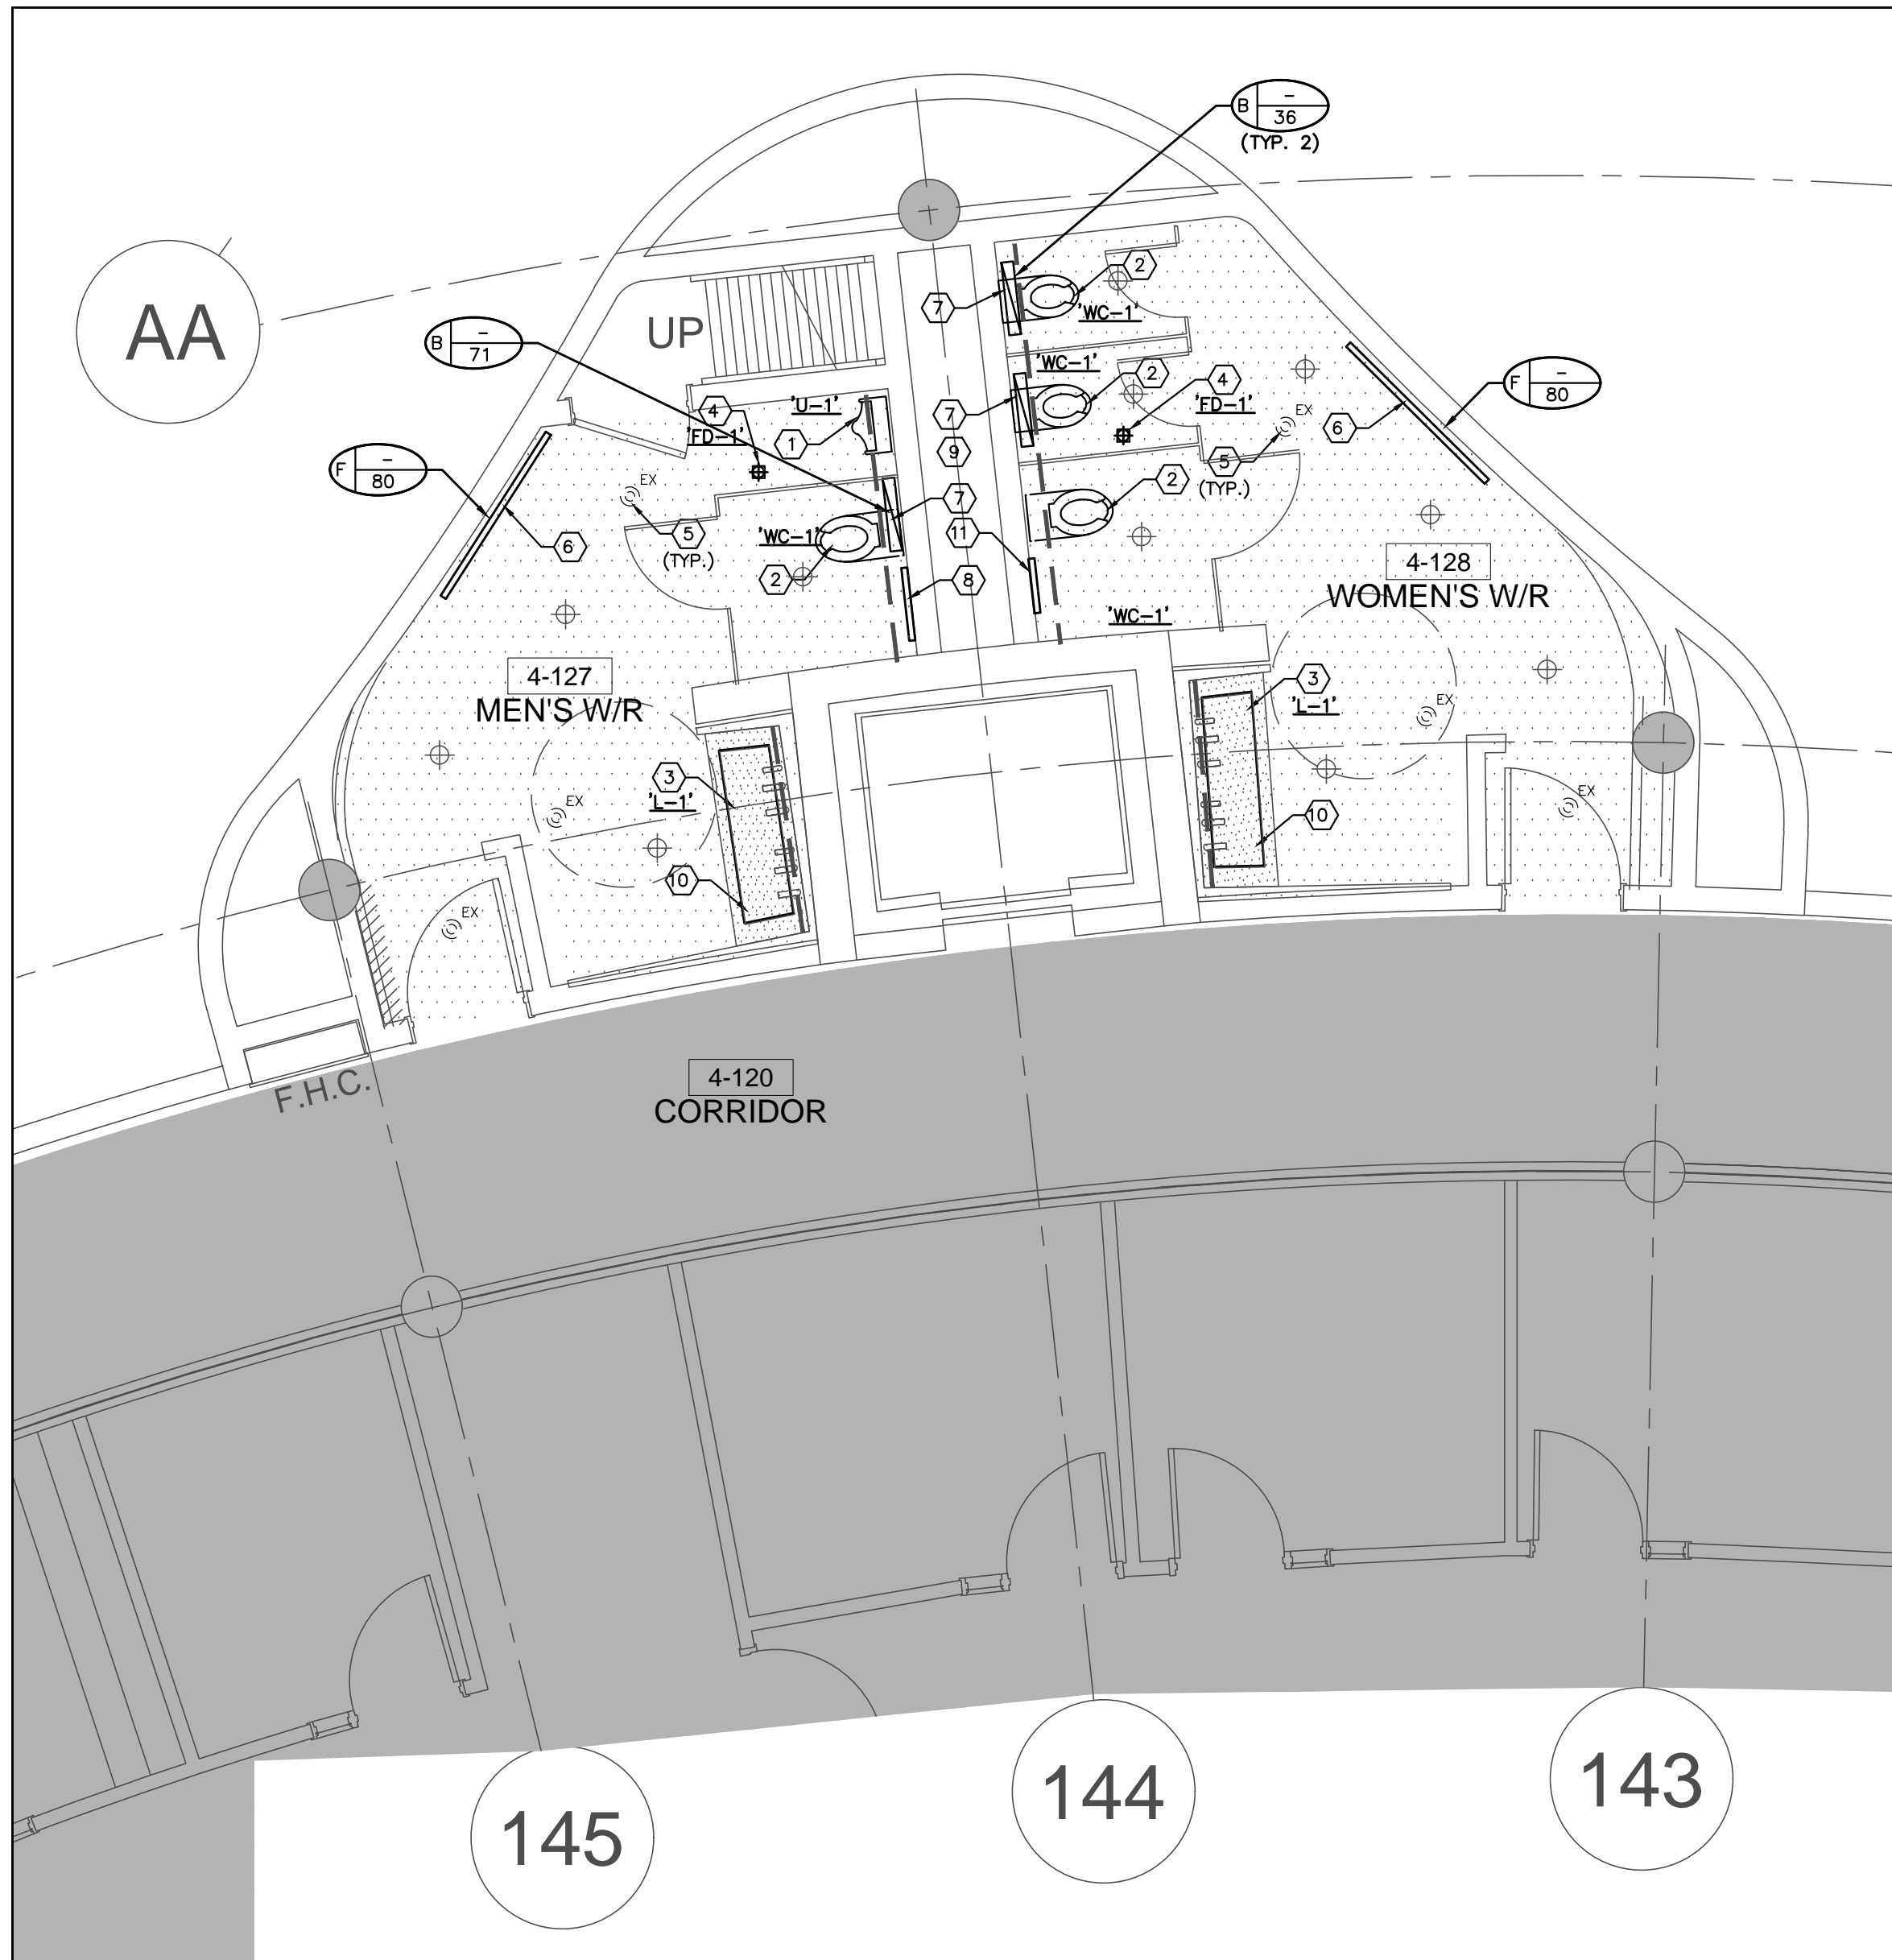 B
–
36
(TYP. 2)
AA
UP
B
–
71
7
2
'WC-1'
'WC-1'
2
4
'FD-1'
EX
6
F
–
80
F
–
80
4
'FD-1'
'U-1'
1
7
9
7
2
5
(TYP.)
EX
5
(TYP.)
6
'WC-1'
2
11
8
'WC-1'
4-128
WOMEN'S W/R
4-127
MEN'S W/R
3
'L-1'
EX
3
'L-1'
EX
10
EX
10
EX
F.H.C.
4-120
CORRIDOR
145
144
143